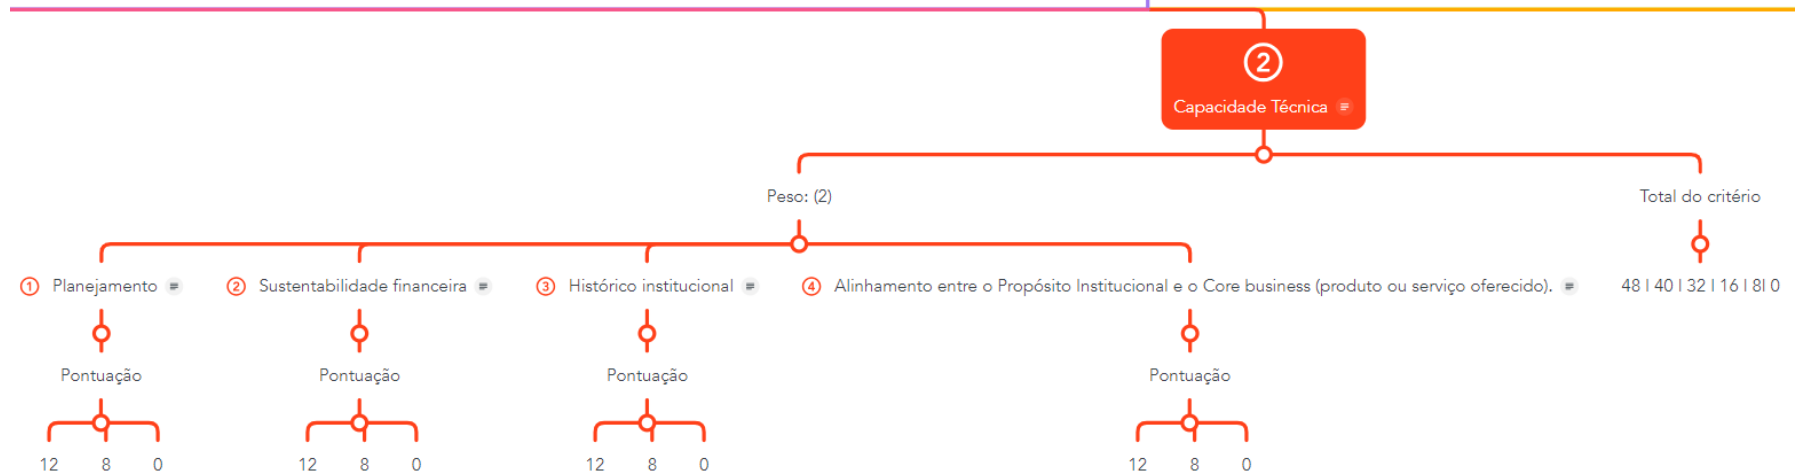 2
Capacidade Técnica
Peso: (2)
Total do critério
1 Planejamento
2 Sustentabilidade financeira
3 Histórico institucional
4 Alinhamento entre o Propósito Institucional e o Core business (produto ou serviço oferecido).
48 | 40 | 32 | 16 | 8| 0
Pontuação
Pontuação
Pontuação
Pontuação
12 8 0
12 8 0
12 8 0
12 8 0